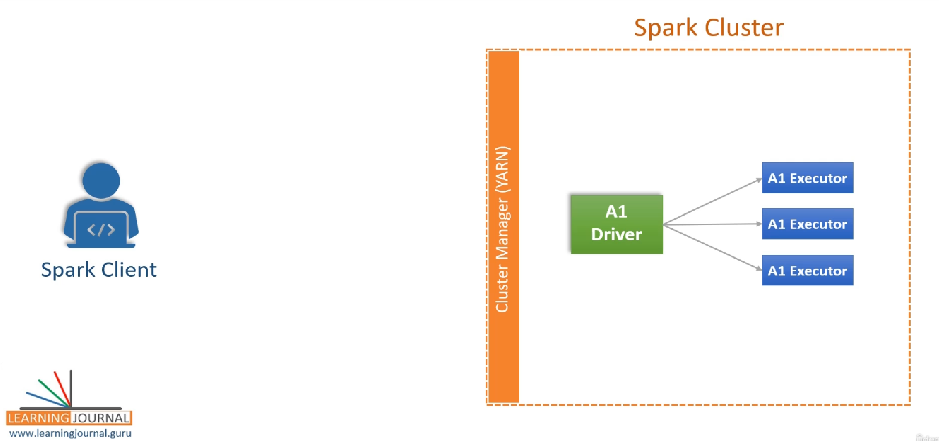 Spark Cluster
Cluster Manager (YARN)
A1
Driver
A1 Executor
A1 Executor
A1 Executor
</>
Spark Client
LEARNING JOURNAL
www.learningjournal.guru